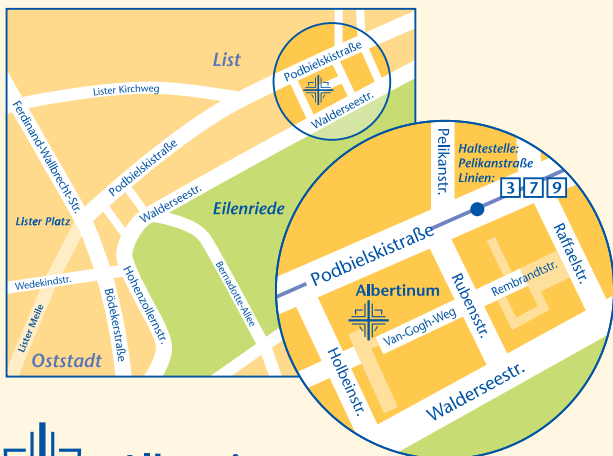 List
Podbielskistraße
Lister Kirchweg
Walderseestr.
Ferdinand-Wallbrecht-Str.
Podbielskistraße
Walderseestr.
Eilenriede
Lister Platz
Wedekindstr.
Hohenzollernstr.
Bödekerstraße
Bernadotte-Allee
Lister Meile
Oststadt
Pelikanstr.
Haltestelle:
Pelikanstraße
Linien:
3 7 9
Podbielskistraße
Raffaelstr.
Albertinum
Rubensstr.
Rembrandtstr.
Van-Gogh-Weg
Holbeinstr.
Walderseestr.